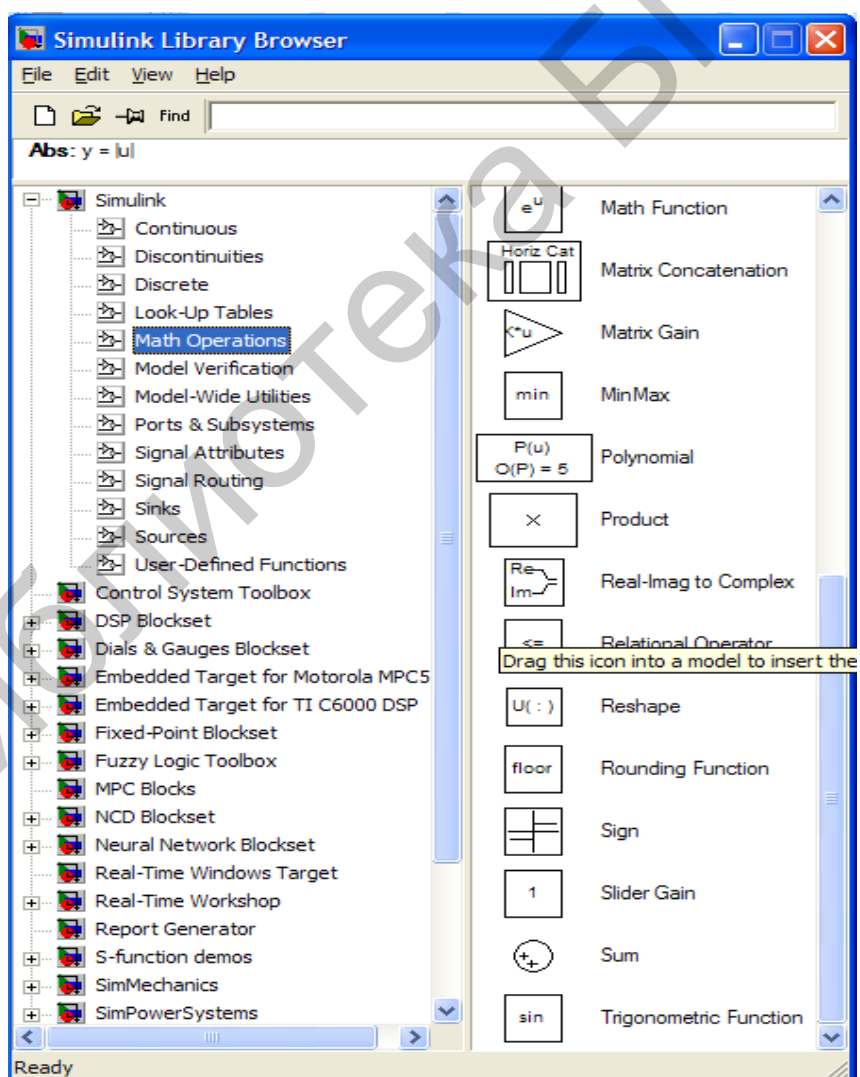 Simulink Library Browser
File Edit View Help
Find
Abs: y = |u|
Simulink
Continuous
Discontinuities
Discrete
Look-Up Tables
Math Operations
Model Verification
Model-Wide Utilities
Ports & Subsystems
Signal Attributes
Signal Routing
Sinks
Sources
User-Defined Functions
Control System Toolbox
DSP Blockset
Dials & Gauges Blockset
Embedded Target for Motorola MPC5
Embedded Target for TI C6000 DSP
Fixed-Point Blockset
Fuzzy Logic Toolbox
MPC Blocks
NCD Blockset
Neural Network Blockset
Real-Time Windows Target
Real-Time Workshop
Report Generator
S-function demos
SimMechanics
SimPowerSystems
e^u Math Function
Horiz Cat Matrix Concatenation
K*u Matrix Gain
min MinMax
P(u)
O(P) = 5 Polynomial
× Product
Re
Im Real-Imag to Complex
<= Relational Operator
Drag this icon into a model to insert the
U( : ) Reshape
floor Rounding Function
Sign
1 Slider Gain
++ Sum
sin Trigonometric Function
Ready